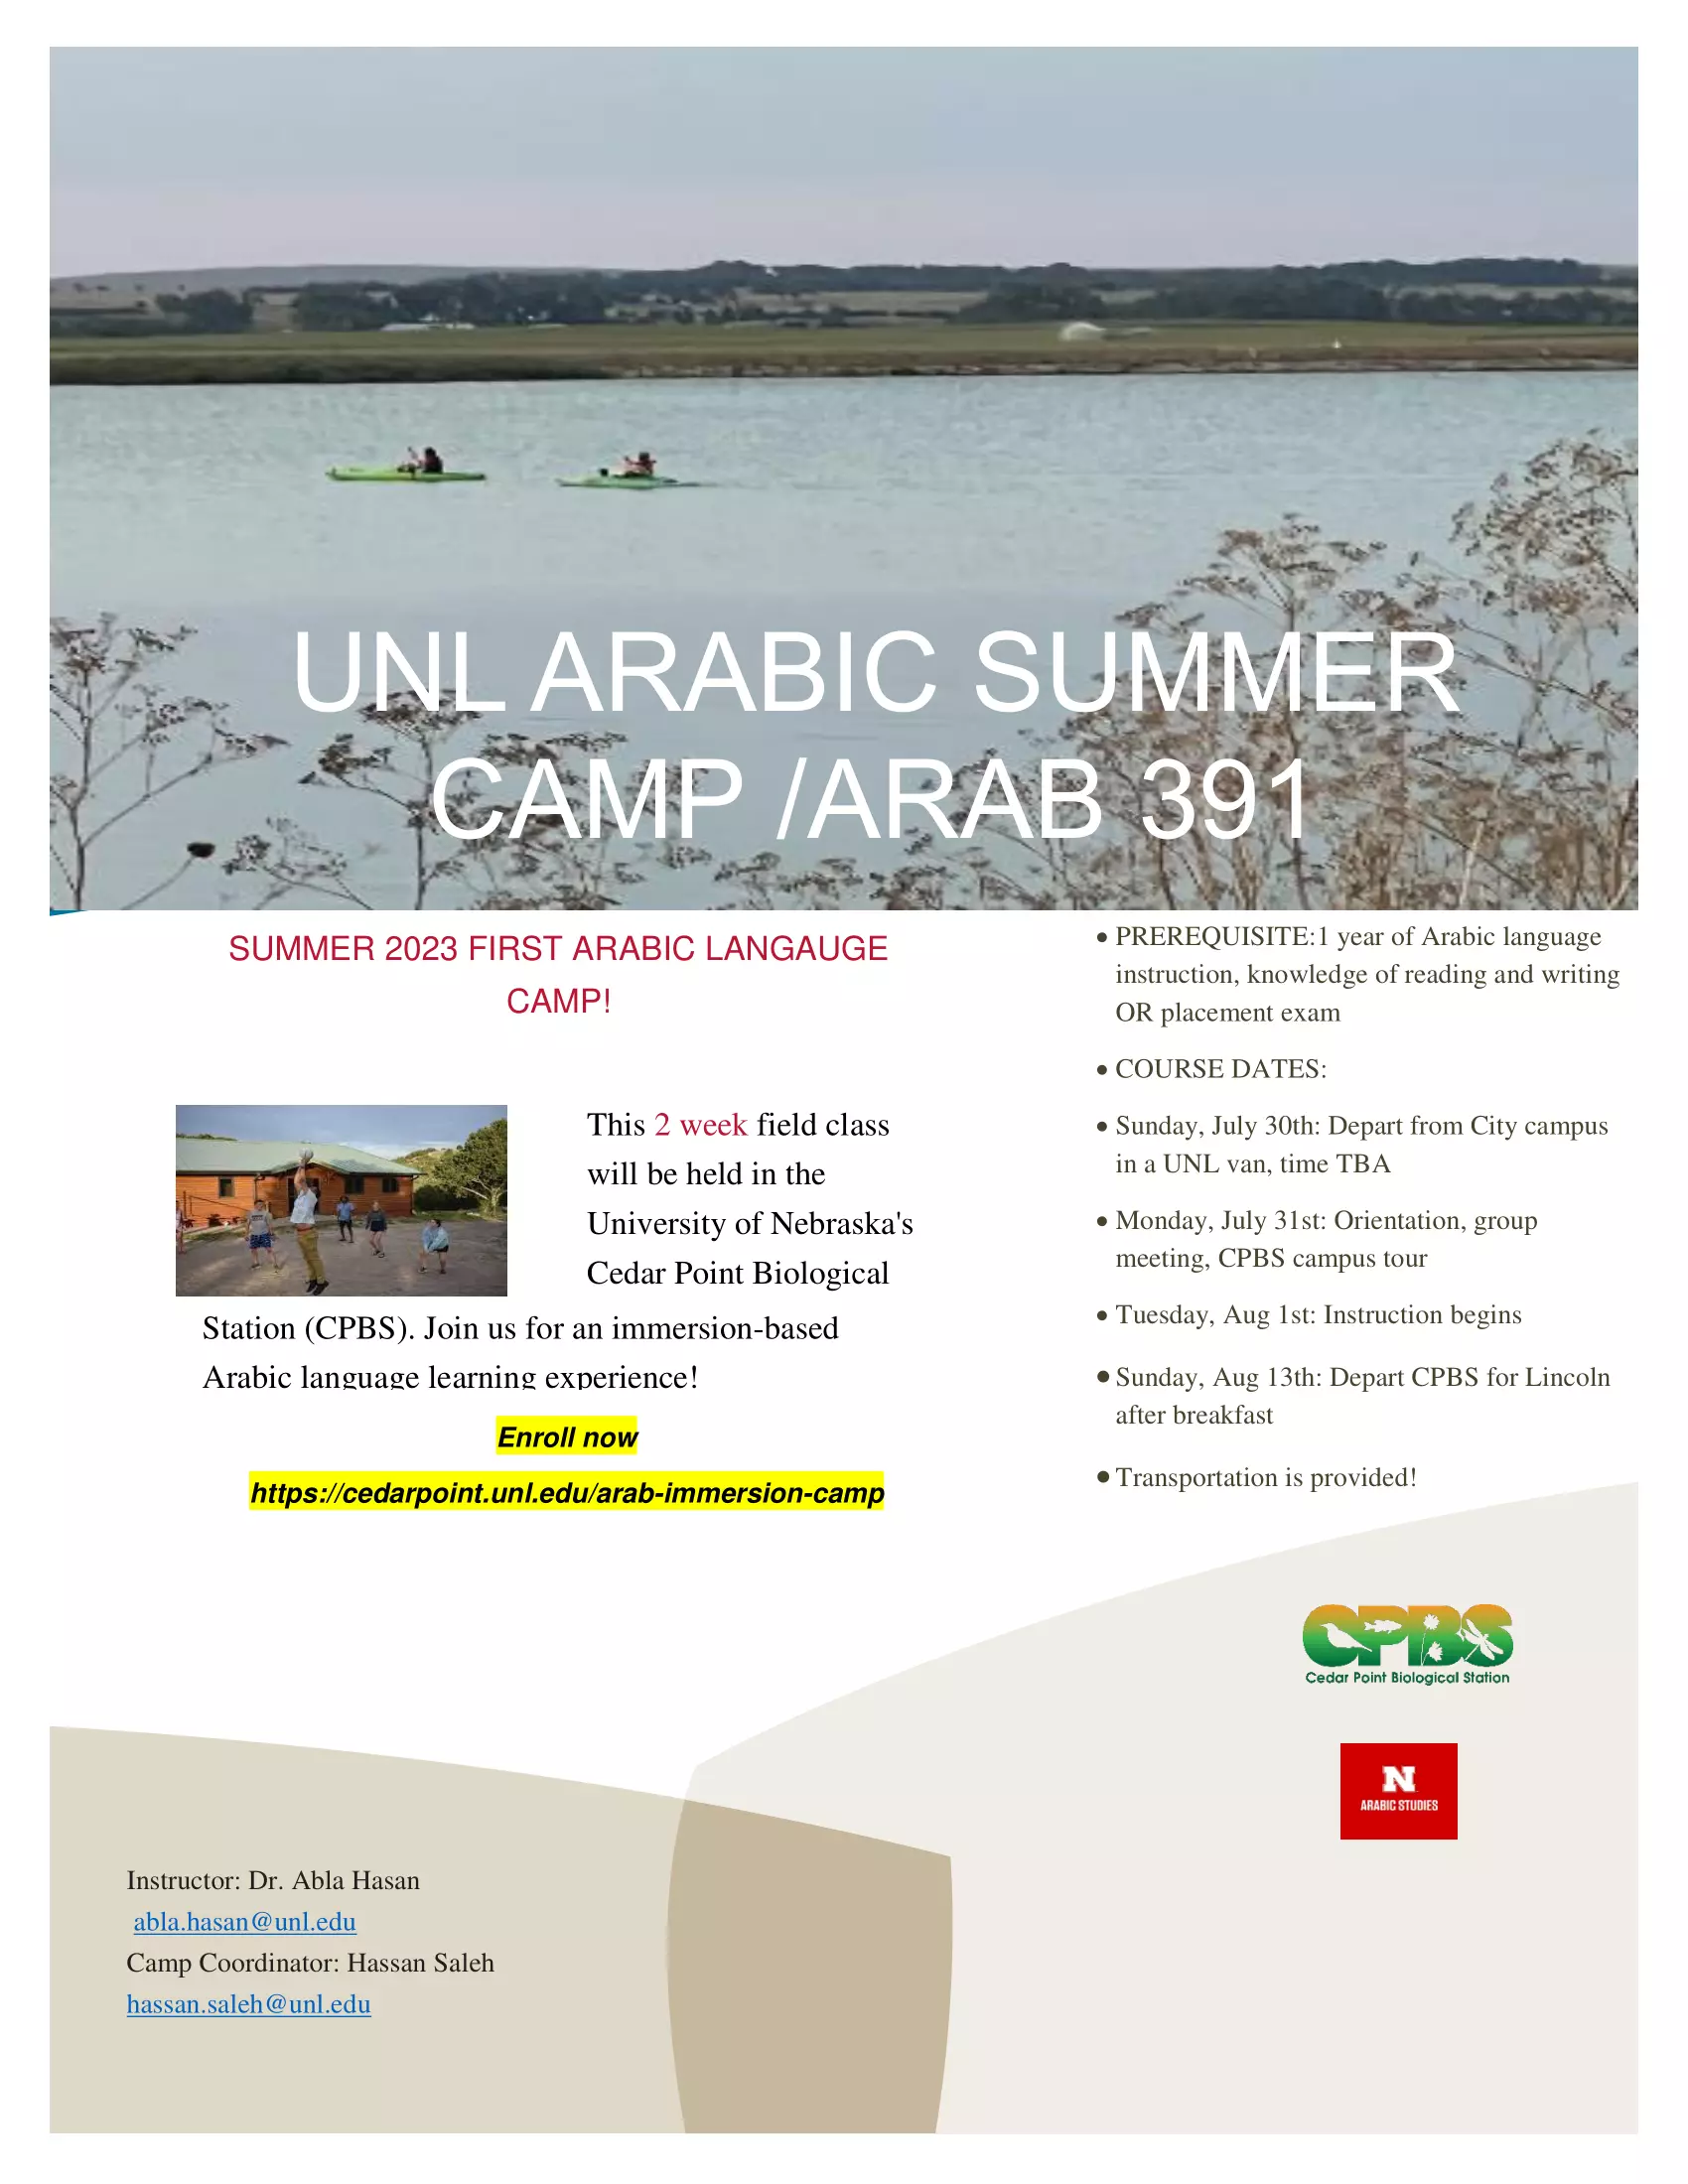 UNL ARABIC SUMMER
CAMP /ARAB 391
SUMMER 2023 FIRST ARABIC LANGAUGE
CAMP!
This 2 week field class
will be held in the
University of Nebraska's
Cedar Point Biological
Station (CPBS). Join us for an immersion-based
Arabic language learning experience!
Enroll now
https://cedarpoint.unl.edu/arab-immersion-camp
• PREREQUISITE:1 year of Arabic language
instruction, knowledge of reading and writing
OR placement exam
• COURSE DATES:
• Sunday, July 30th: Depart from City campus
in a UNL van, time TBA
• Monday, July 31st: Orientation, group
meeting, CPBS campus tour
• Tuesday, Aug 1st: Instruction begins
• Sunday, Aug 13th: Depart CPBS for Lincoln
after breakfast
• Transportation is provided!
CPBS
Cedar Point Biological Station
N
ARABIC STUDIES
Instructor: Dr. Abla Hasan
abla.hasan@unl.edu
Camp Coordinator: Hassan Saleh
hassan.saleh@unl.edu